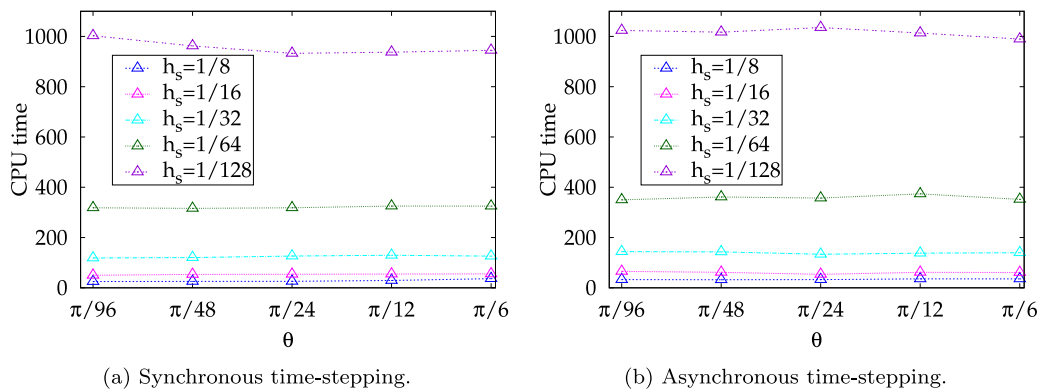 1000
800
600
400
200
0
CPU time
h_s=1/8
h_s=1/16
h_s=1/32
h_s=1/64
h_s=1/128
π/96 π/48 π/24 π/12 π/6
θ
(a) Synchronous time-stepping.
1000
800
600
400
200
0
CPU time
h_s=1/8
h_s=1/16
h_s=1/32
h_s=1/64
h_s=1/128
π/96 π/48 π/24 π/12 π/6
θ
(b) Asynchronous time-stepping.